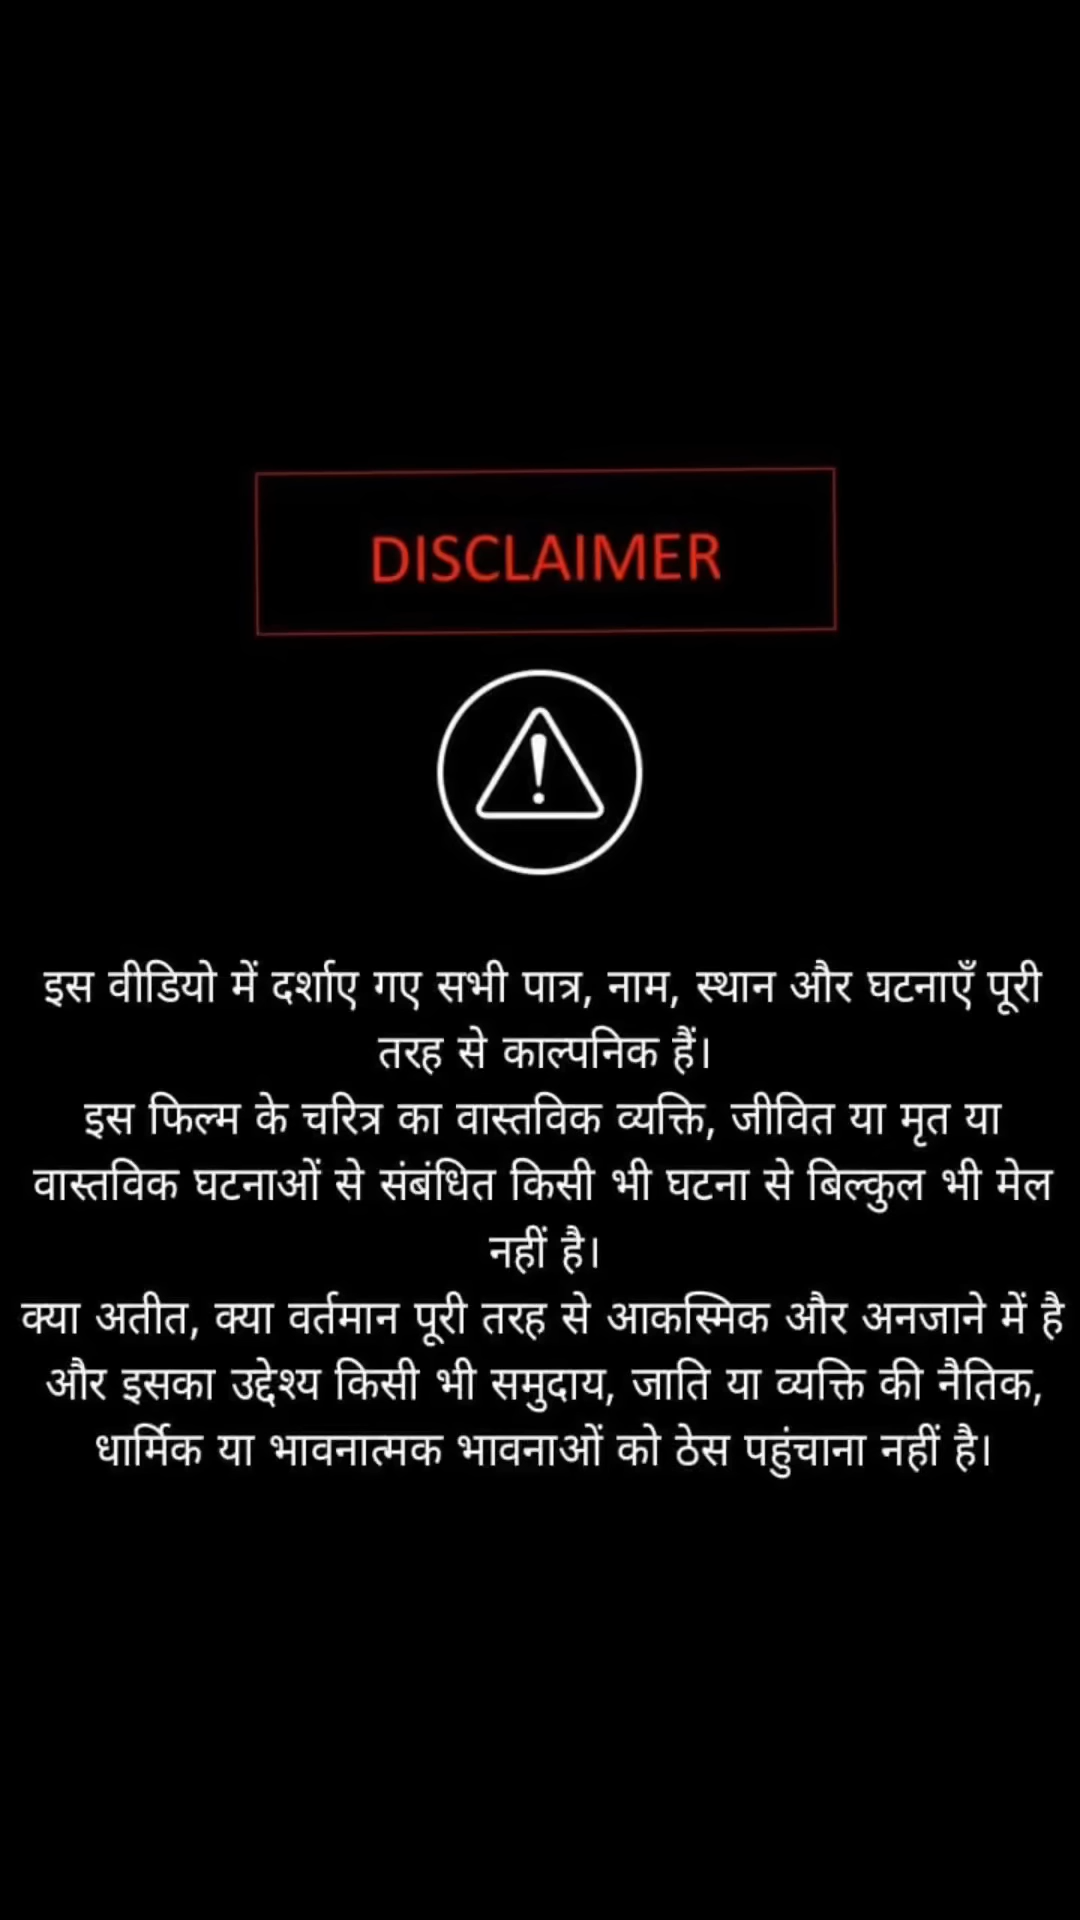 DISCLAIMER
इस वीडियो में दर्शाए गए सभी पात्र, नाम, स्थान और घटनाएँ पूरी
तरह से काल्पनिक हैं।
इस फिल्म के चरित्र का वास्तविक व्यक्ति, जीवित या मृत या
वास्तविक घटनाओं से संबंधित किसी भी घटना से बिल्कुल भी मेल
नहीं है।
क्या अतीत, क्या वर्तमान पूरी तरह से आकस्मिक और अनजाने में है
और इसका उद्देश्य किसी भी समुदाय, जाति या व्यक्ति की नैतिक,
धार्मिक या भावनात्मक भावनाओं को ठेस पहुंचाना नहीं है।